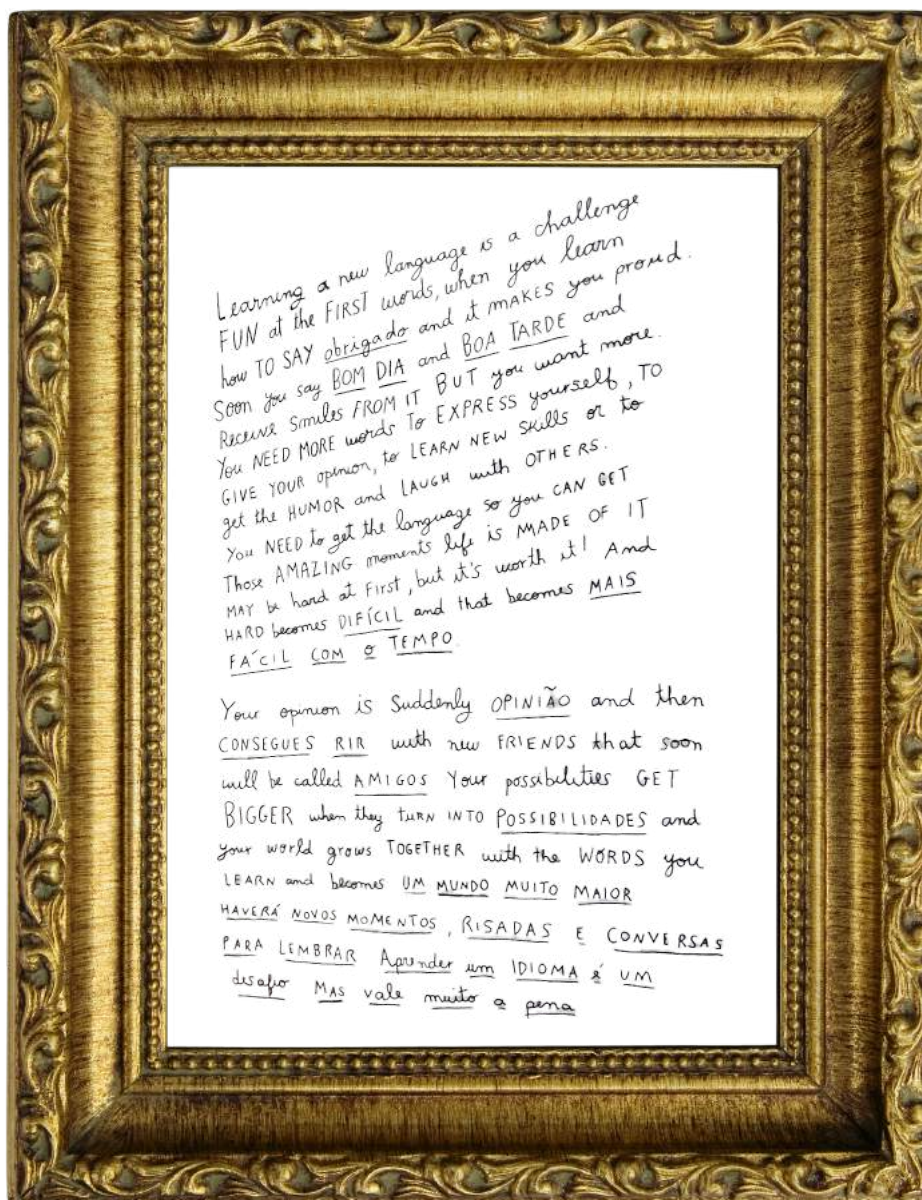 Learning a new language is a challenge
FUN at the FIRST words, when you learn
how TO SAY obrigado and it MAKES you proud.
Soon you say BOM DIA and BOA TARDE and
Receive smiles FROM IT BUT you want more.
You NEED MORE words To EXPRESS yourself, TO
GIVE YOUR opinion, to LEARN NEW SKills OR to
get the HUMOR and LAUGH with OTHERS.
You NEED to get the language so you CAN GET
Those AMAZING moments life is MADE OF IT
MAY be hard at First, but it's worth it! And
HARD becomes DIFÍCIL and that becomes MAIS
FÁCIL COM o TEMPO.
Your opinion is Suddenly OPINIÃO and then
CONSEGUES RIR with new FRIENDS that soon
will be called AMIGOS Your possibilities GET
BIGGER when they TURN INTO POSSIBILIDADES and
your world grows TOGETHER with the WORDS you
LEARN and becomes UM MUNDO MUITO MAIOR
HAVERÁ NOVOS MOMENTOS, RISADAS E CONVERSAS
PARA LEMBRAR Aprender um IDIOMA é UM
desafio MAS vale muito a pena